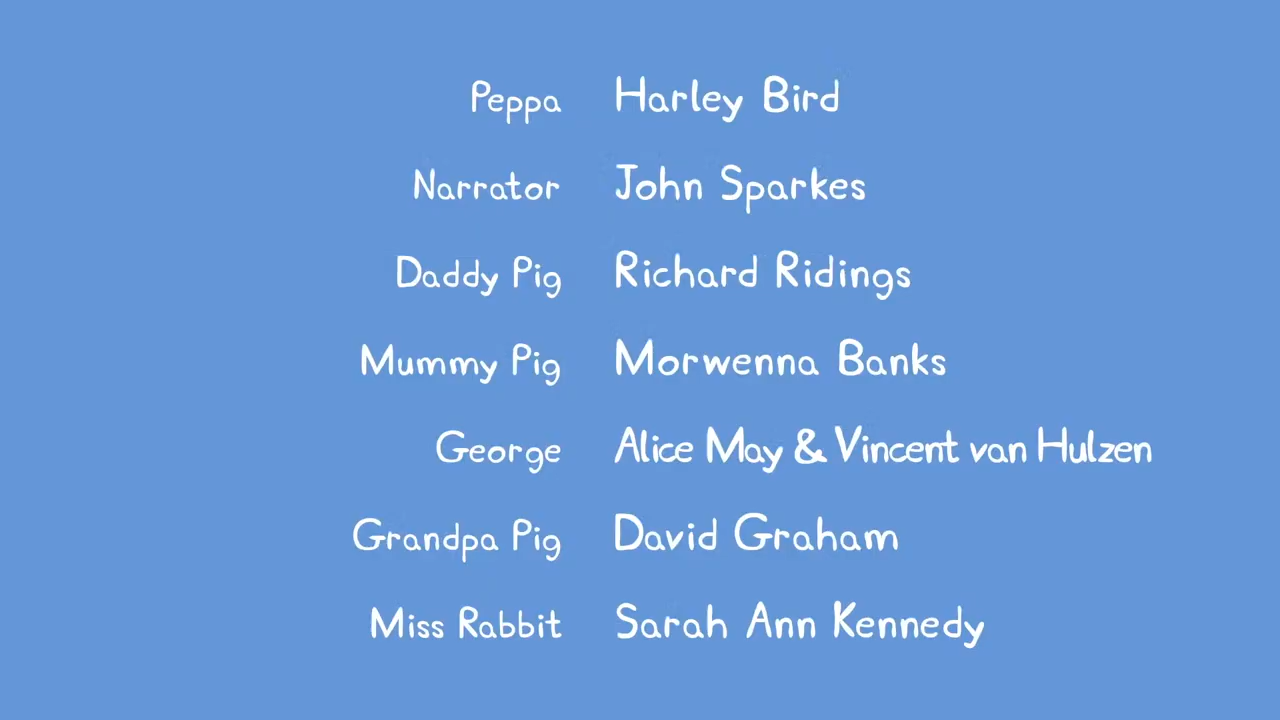 Peppa Harley Bird
Narrator John Sparkes
Daddy Pig Richard Ridings
Mummy Pig Morwenna Banks
George Alice May & Vincent van Hulzen
Grandpa Pig David Graham
Miss Rabbit Sarah Ann Kennedy